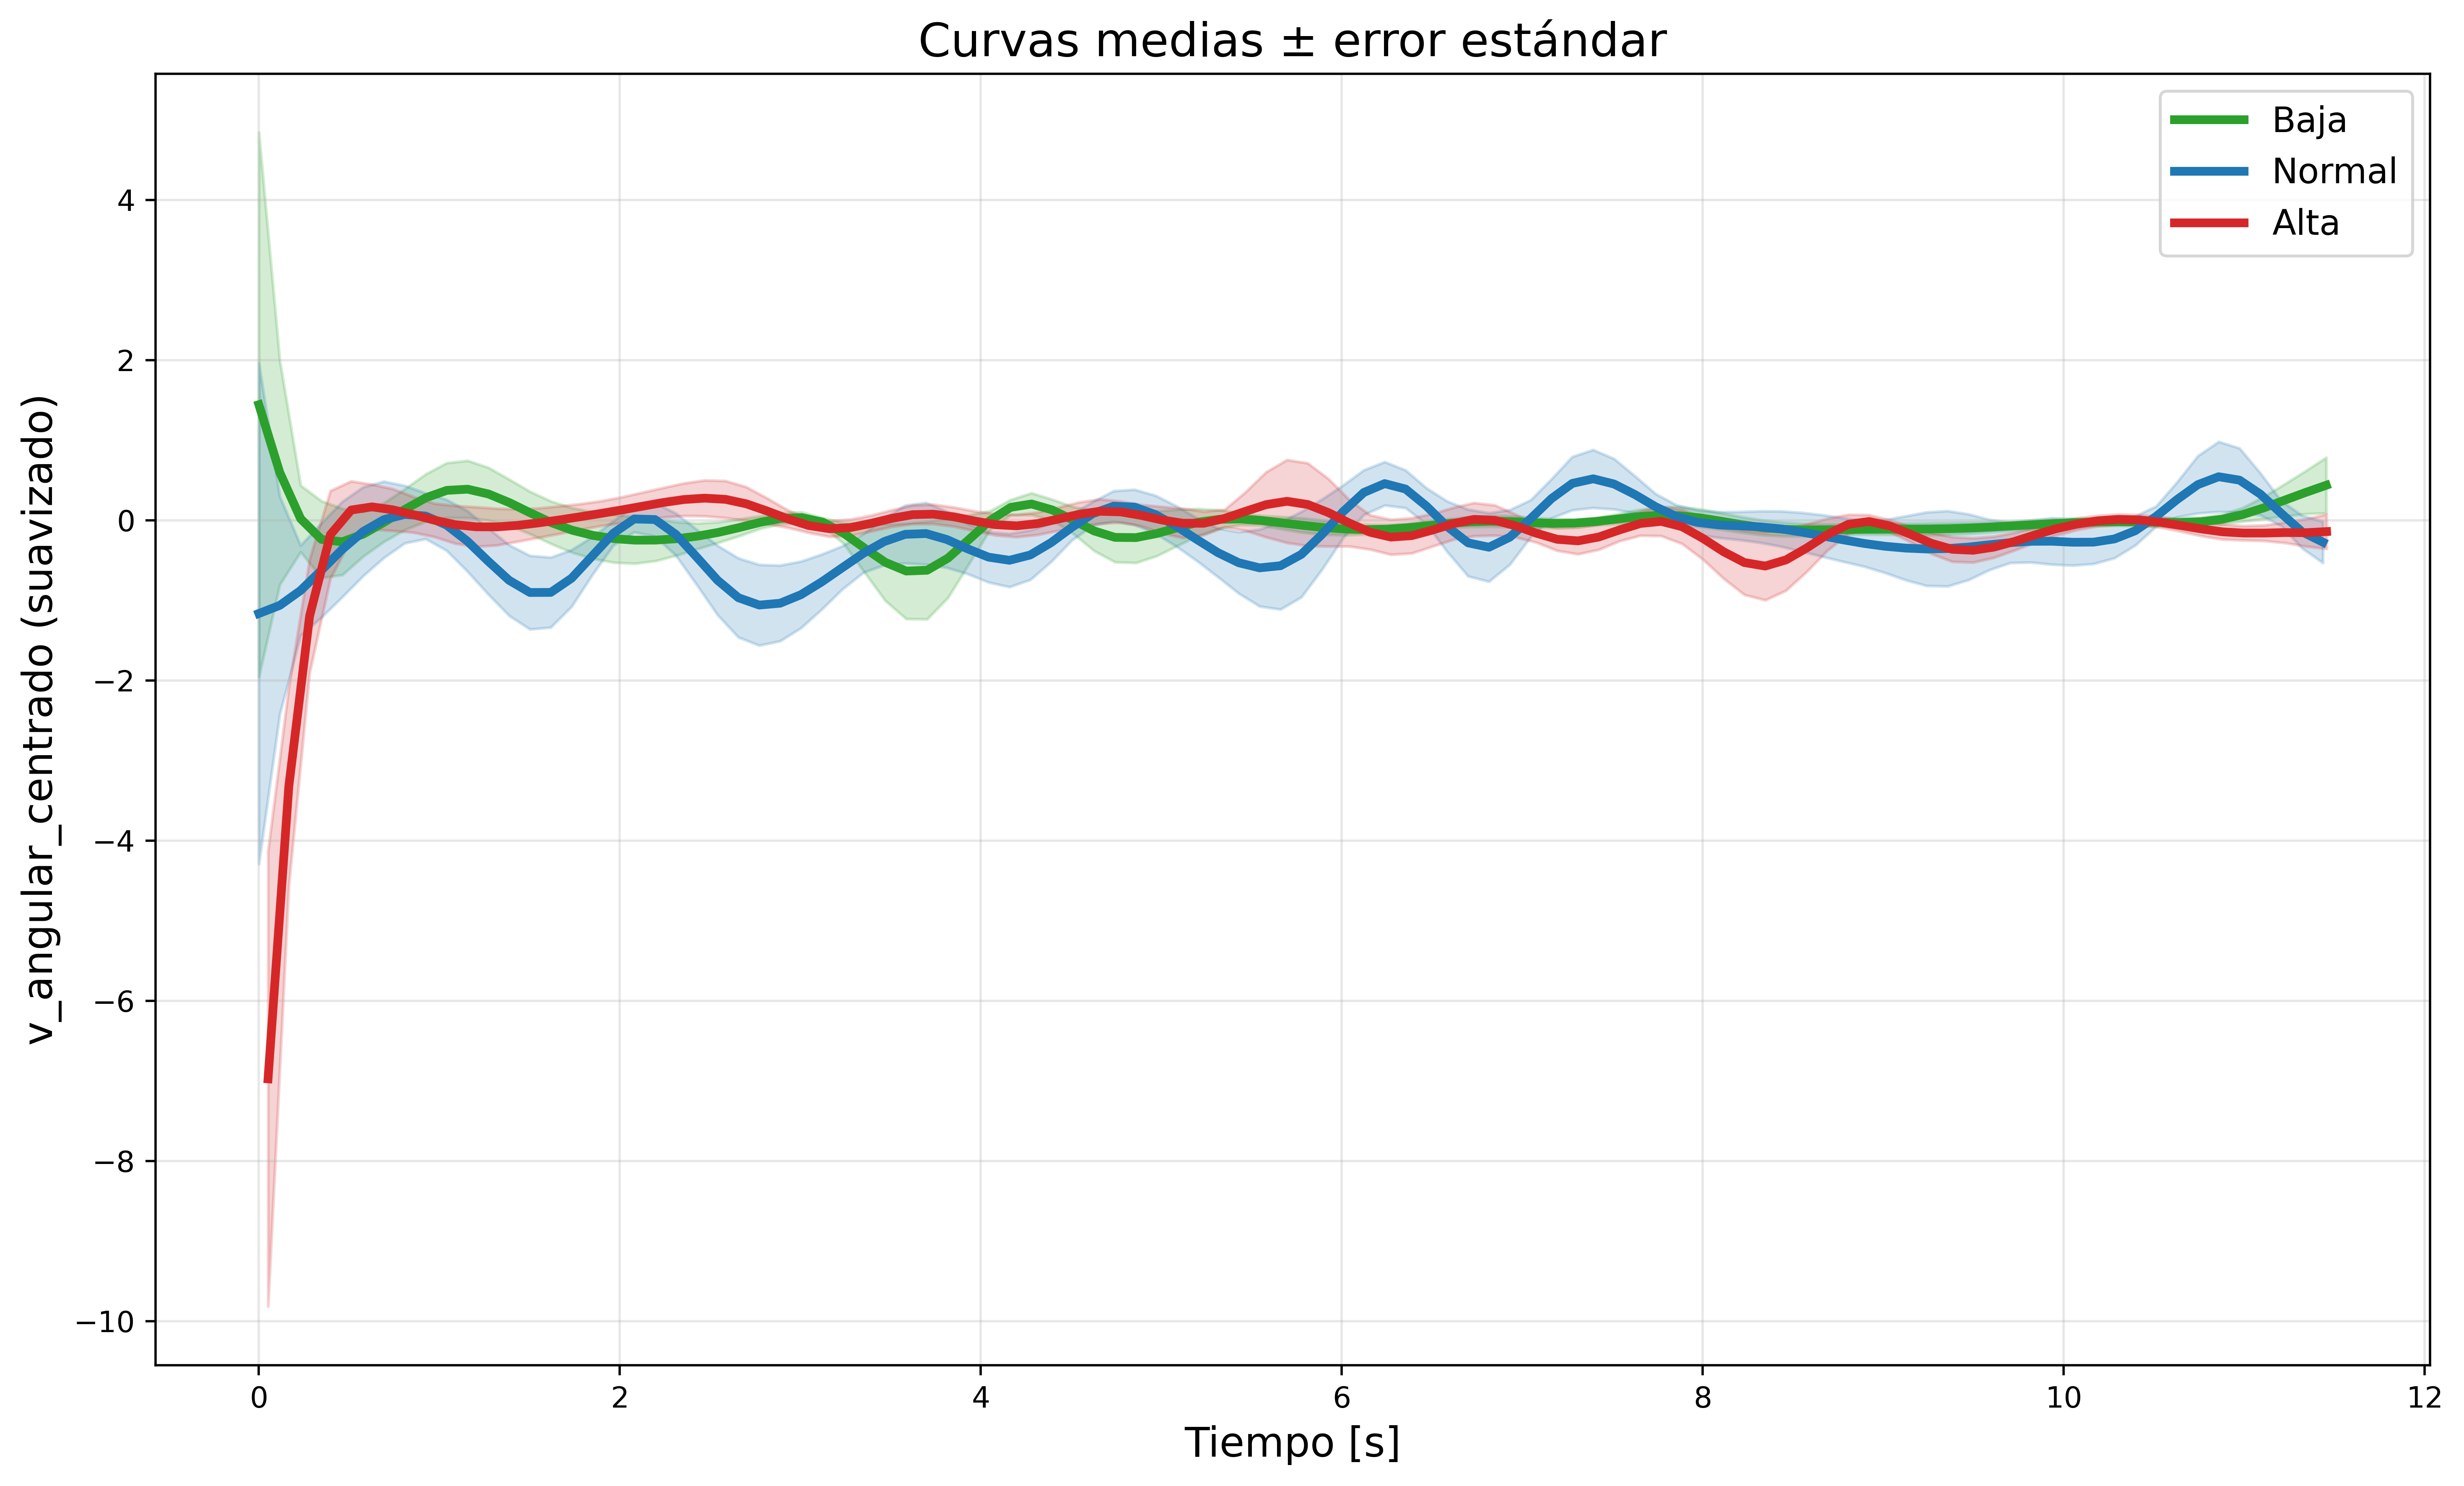 Curvas medias ± error estándar
Baja
Normal
Alta
v_angular_centrado (suavizado)
4
2
0
−2
−4
−6
−8
−10
0 2 4 6 8 10 12
Tiempo [s]